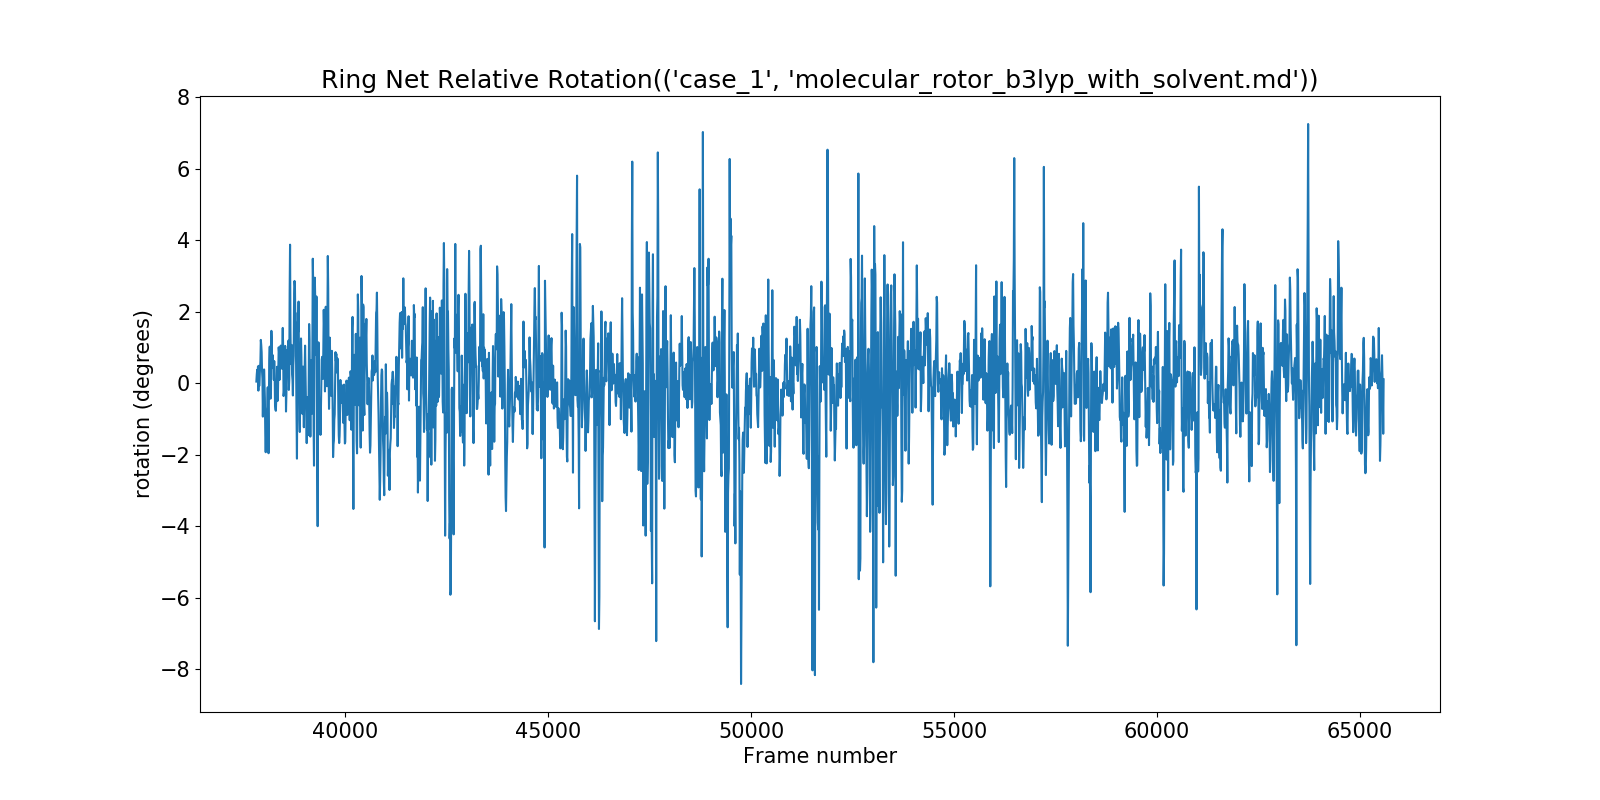 Ring Net Relative Rotation(('case_1', 'molecular_rotor_b3lyp_with_solvent.md'))
8
6
4
2
0
−2
−4
−6
−8
rotation (degrees)
40000 45000 50000 55000 60000 65000
Frame number